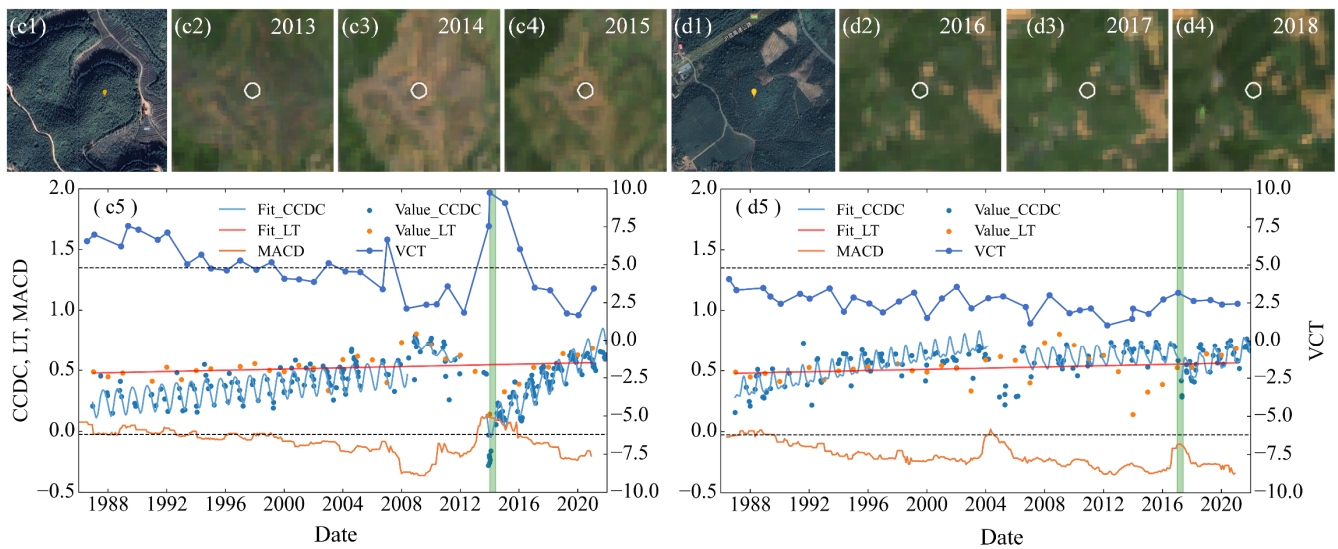 (c1)
(c2)
2013
(c3)
2014
(c4)
2015
(d1)
(d2)
2016
(d3)
2017
(d4)
2018
( c5 )
Fit_CCDC
Value_CCDC
Fit_LT
Value_LT
MACD
VCT
2.0
1.5
1.0
0.5
0.0
−0.5
CCDC, LT, MACD
10.0
7.5
5.0
2.5
0.0
−2.5
−5.0
−7.5
−10.0
1988
1992
1996
2000
2004
2008
2012
2016
2020
Date
( d5 )
Fit_CCDC
Value_CCDC
Fit_LT
Value_LT
MACD
VCT
2.0
1.5
1.0
0.5
0.0
−0.5
10.0
7.5
5.0
2.5
0.0
−2.5
−5.0
−7.5
−10.0
VCT
1988
1992
1996
2000
2004
2008
2012
2016
2020
Date